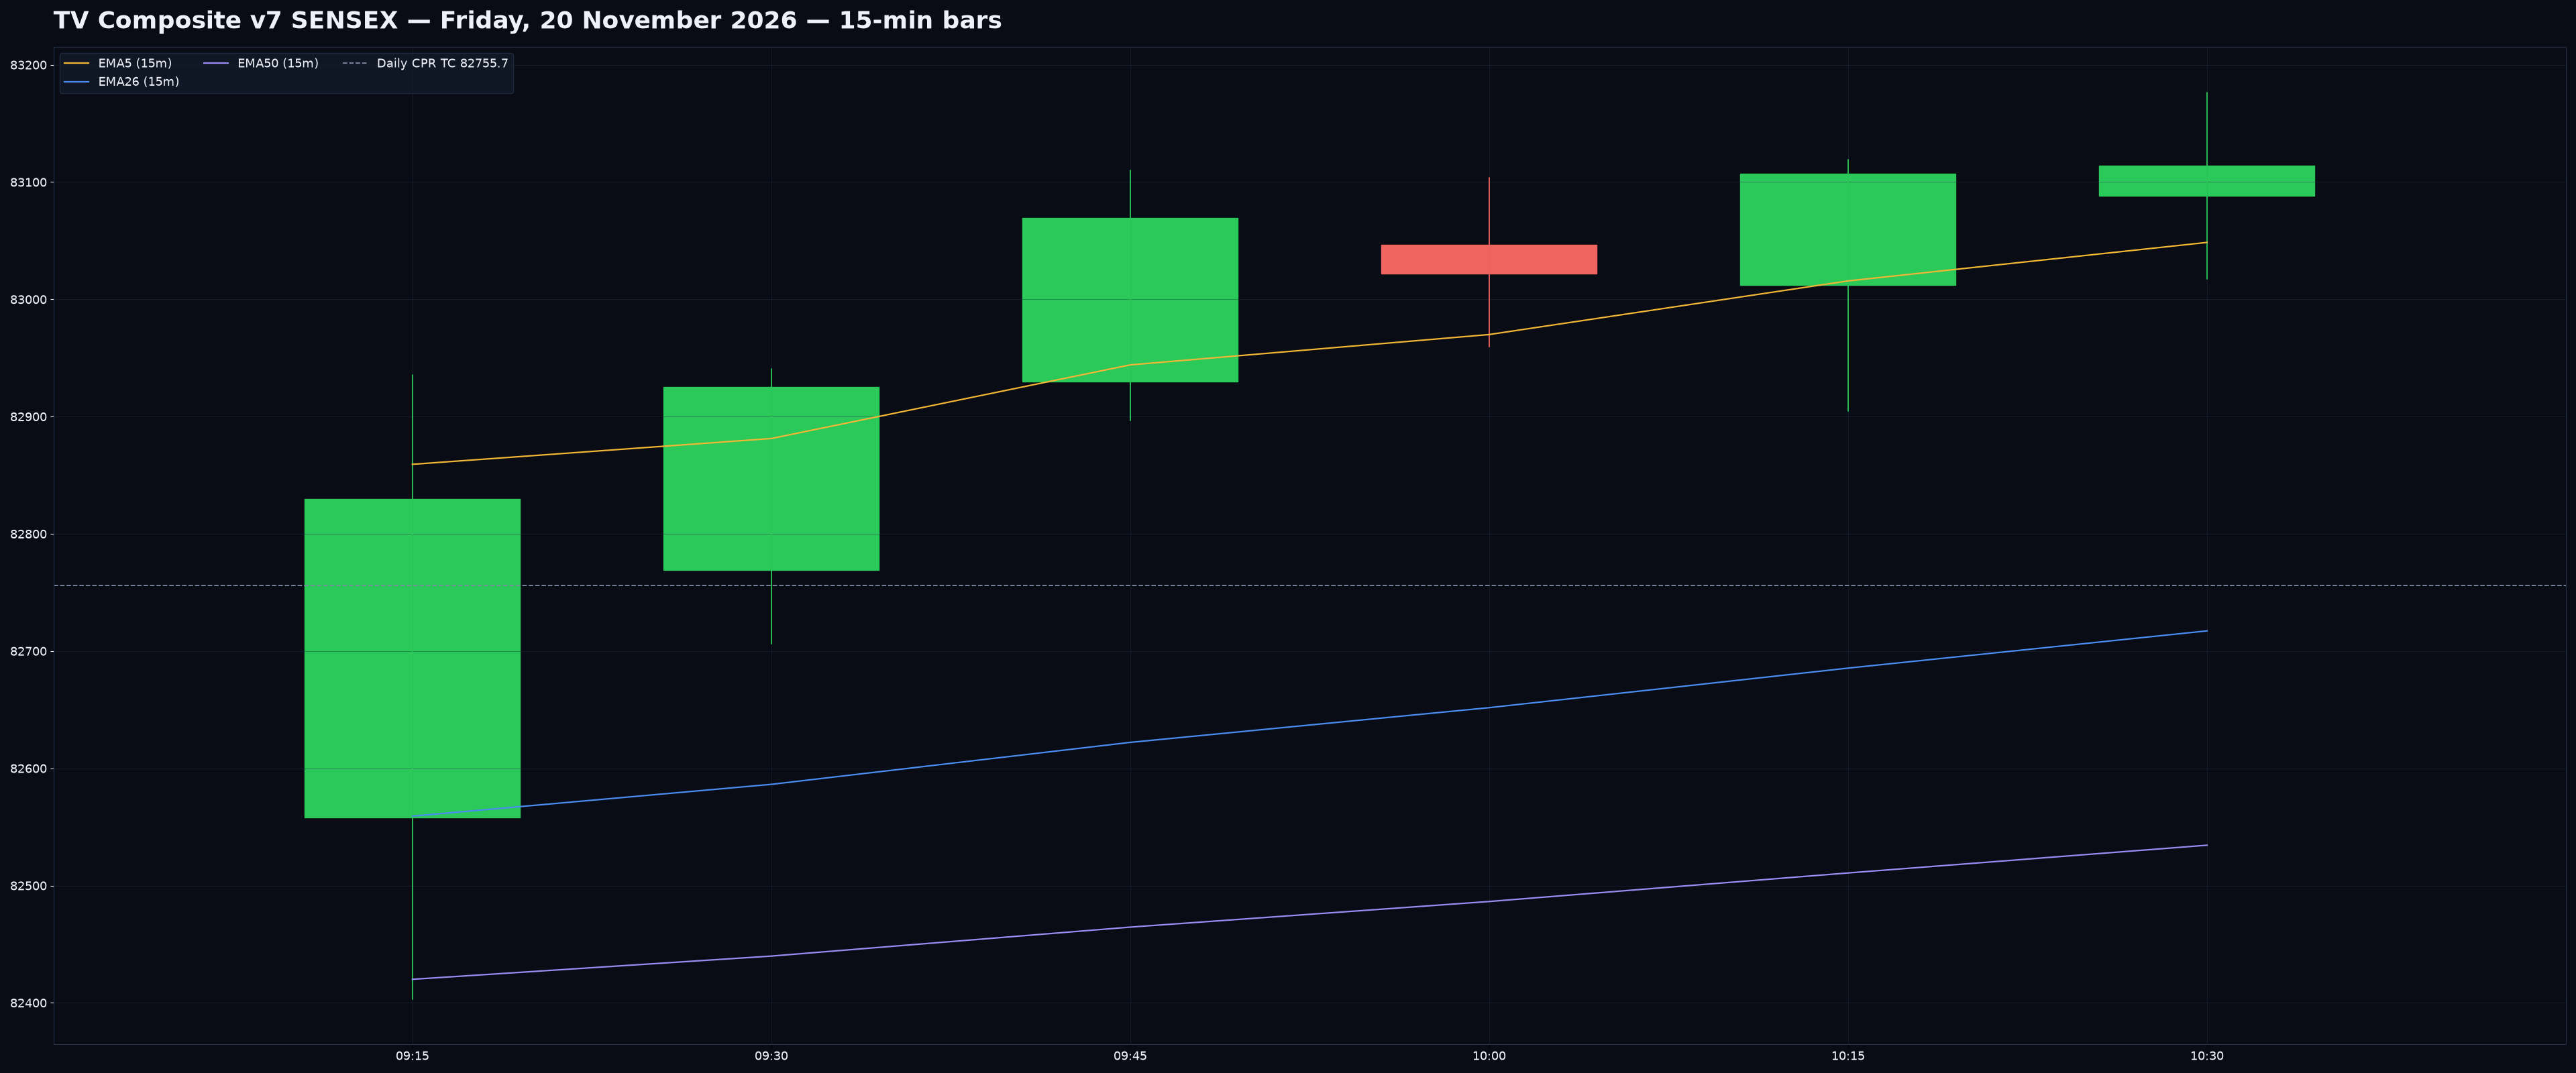 TV Composite v7 SENSEX — Friday, 20 November 2026 — 15-min bars
EMA5 (15m) EMA50 (15m) Daily CPR TC 82755.7
EMA26 (15m)
83200
83100
83000
82900
82800
82700
82600
82500
82400
09:15 09:30 09:45 10:00 10:15 10:30